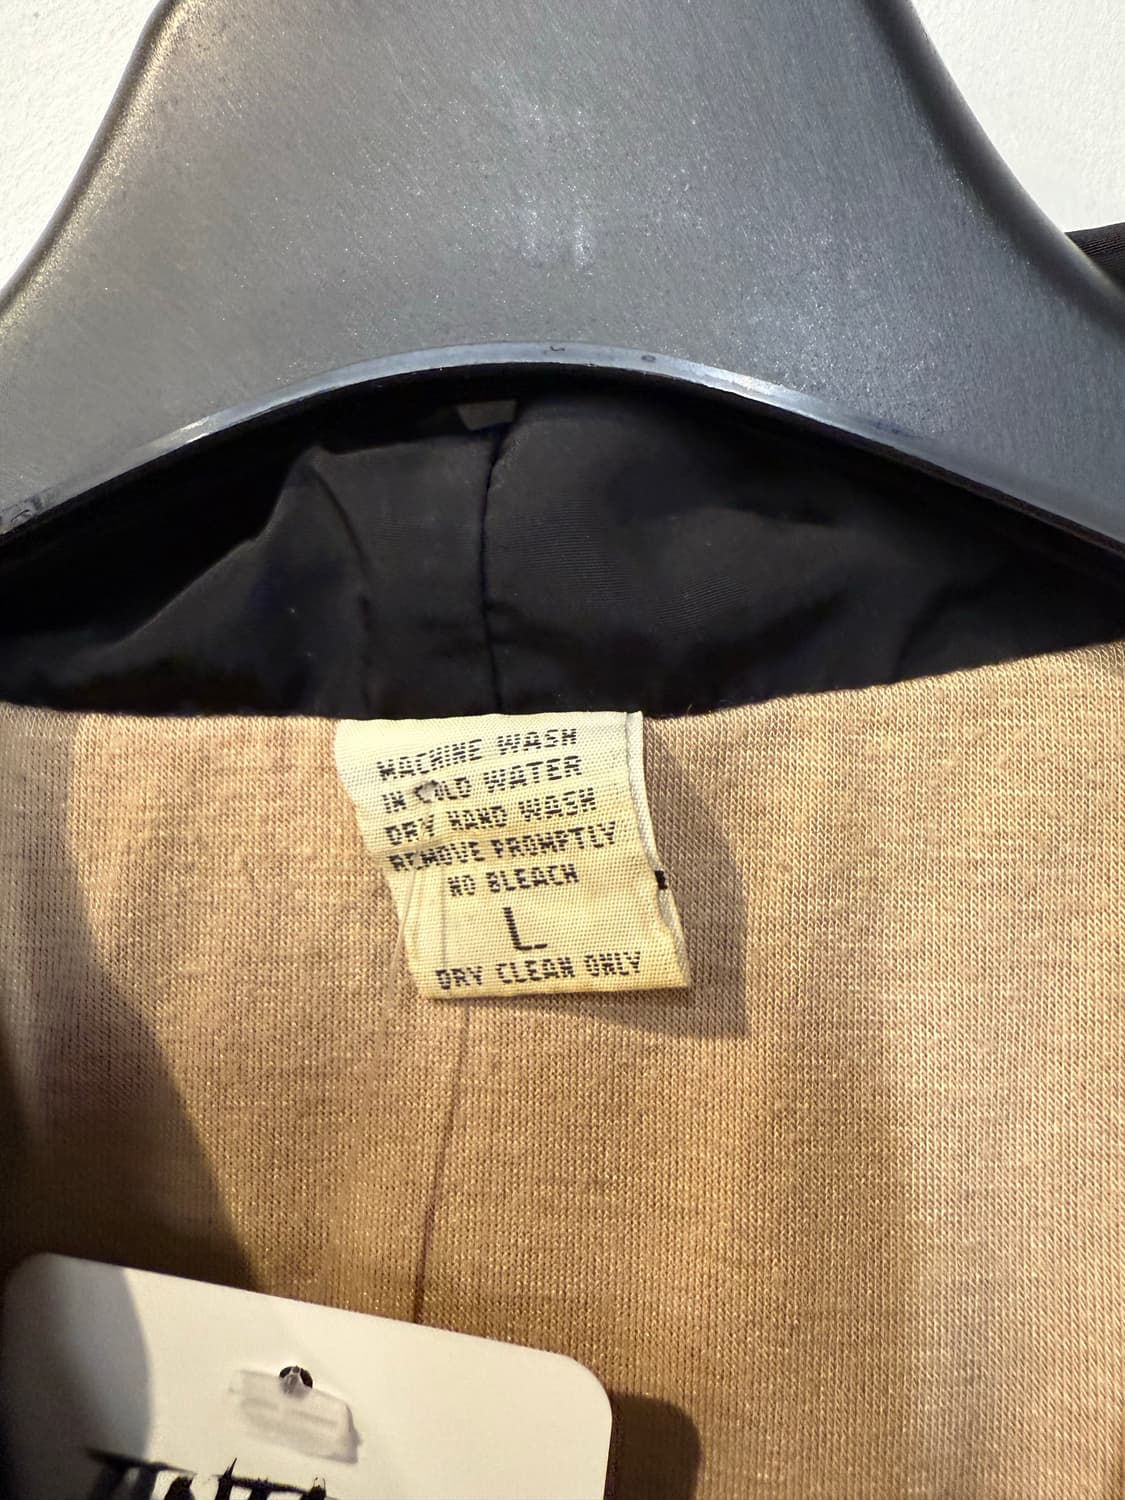 MACHINE WASH
IN COLD WATER
DRY HAND WASH
REMOVE PROMPTLY
NO BLEACH
L
DRY CLEAN ONLY